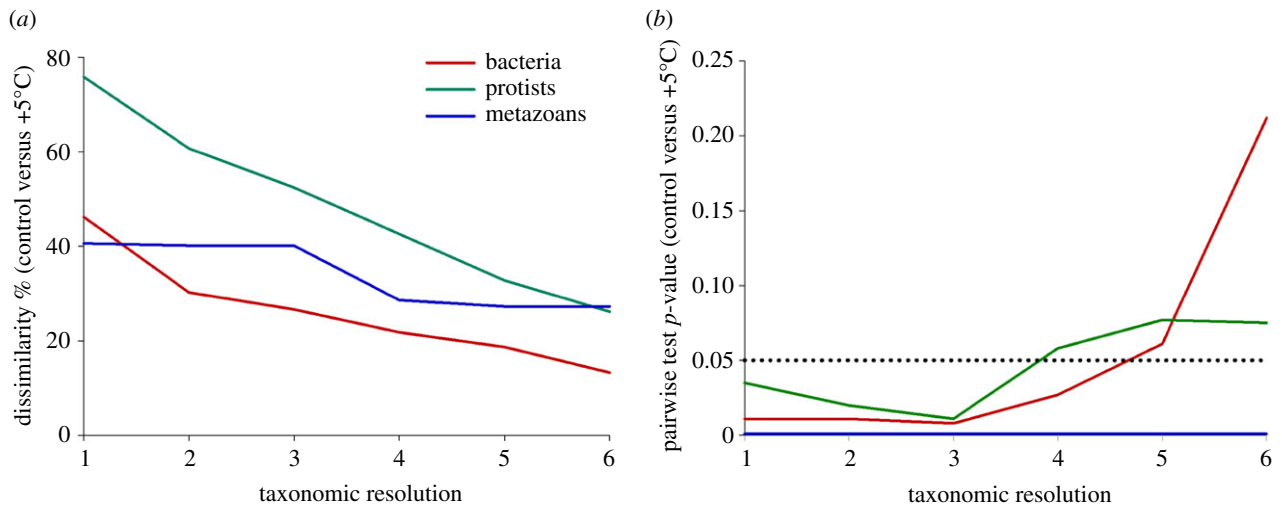 (a)
dissimilarity % (control versus +5°C)
80
60
40
20
0
bacteria
protists
metazoans
1 2 3 4 5 6
taxonomic resolution
(b)
pairwise test p-value (control versus +5°C)
0.25
0.20
0.15
0.10
0.05
0
1 2 3 4 5 6
taxonomic resolution